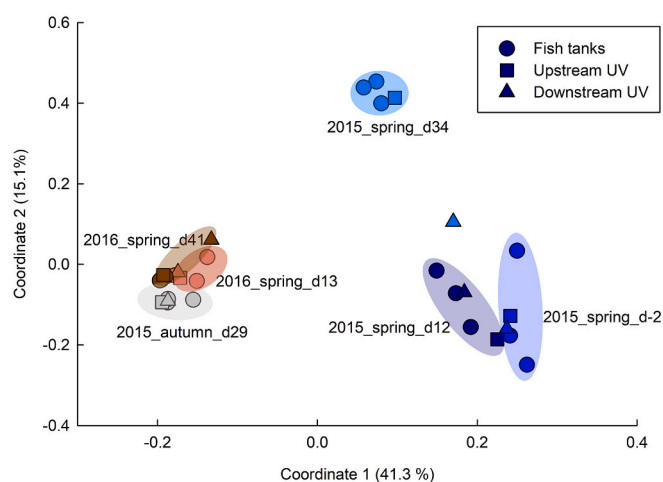 0.6
0.4
0.2
0.0
-0.2
-0.4
Coordinate 2 (15.1%)
Fish tanks
Upstream UV
Downstream UV
2015_spring_d34
2016_spring_d41
2016_spring_d13
2015_autumn_d29
2015_spring_d12
2015_spring_d-2
-0.2
0.0
0.2
0.4
Coordinate 1 (41.3 %)